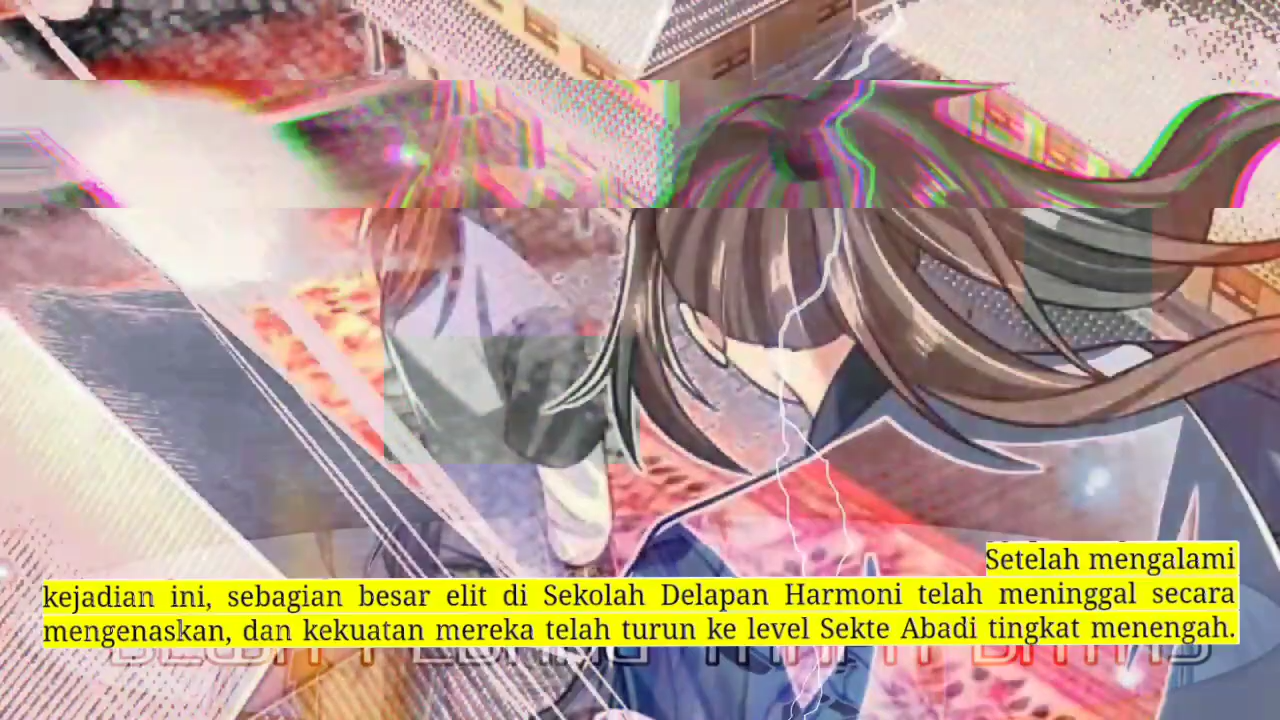 Setelah mengalami
kejadian ini, sebagian besar elit di Sekolah Delapan Harmoni telah meninggal secara
mengenaskan, dan kekuatan mereka telah turun ke level Sekte Abadi tingkat menengah.